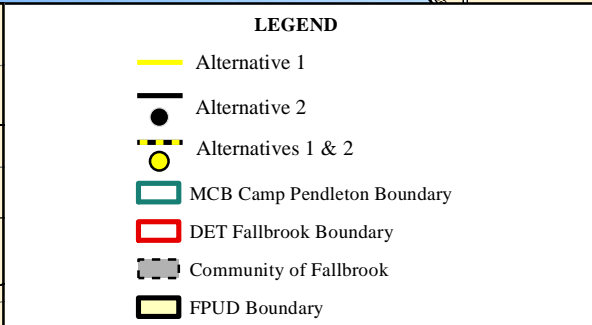 LEGEND
Alternative 1
Alternative 2
Alternatives 1 & 2
MCB Camp Pendleton Boundary
DET Fallbrook Boundary
Community of Fallbrook
FPUD Boundary